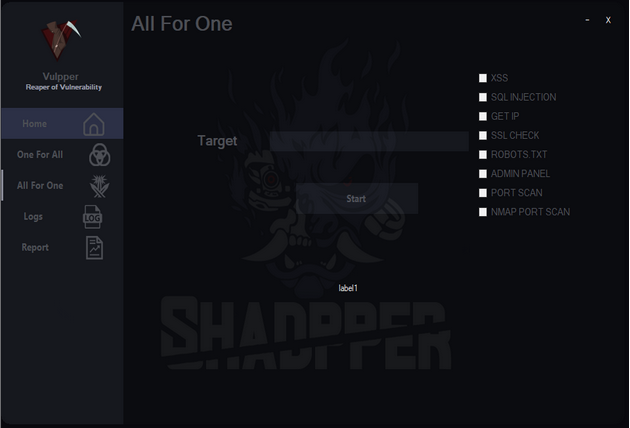 All For One
- X
Vulpper
Reaper of Vulnerability
Home
One For All
All For One
Logs
LOG
Report
Target
Start
XSS
SQL INJECTION
GET IP
SSL CHECK
ROBOTS.TXT
ADMIN PANEL
PORT SCAN
NMAP PORT SCAN
label1
SHADPPER